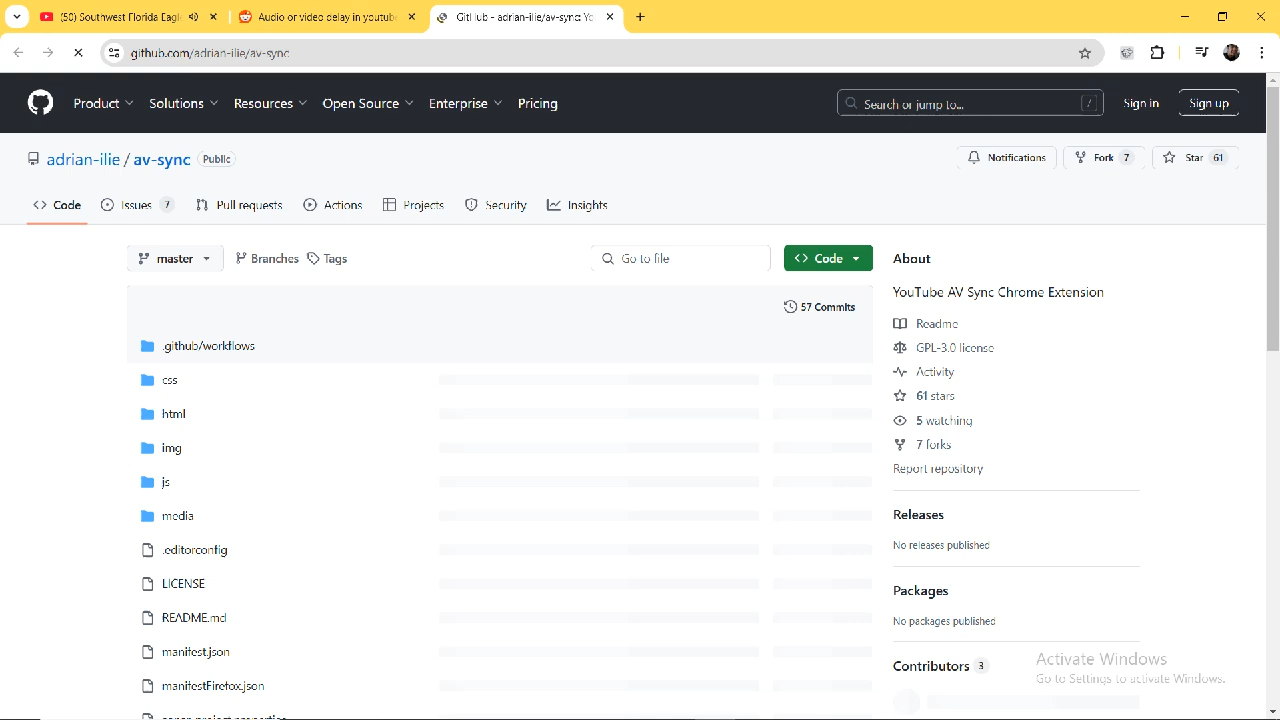 (50) Southwest Florida Eagle
Audio or video delay in youtube
GitHub - adrian-ilie/av-sync: Yo
github.com/adrian-ilie/av-sync
Product
Solutions
Resources
Open Source
Enterprise
Pricing
Search or jump to...
/
Sign in
Sign up
adrian-ilie / av-sync
Public
Notifications
Fork 7
Star 61
Code
Issues 7
Pull requests
Actions
Projects
Security
Insights
master
Branches
Tags
Go to file
Code
57 Commits
.github/workflows
css
html
img
js
media
.editorconfig
LICENSE
README.md
manifest.json
manifestFirefox.json
About
YouTube AV Sync Chrome Extension
Readme
GPL-3.0 license
Activity
61 stars
5 watching
7 forks
Report repository
Releases
No releases published
Packages
No packages published
Contributors 3
Activate Windows
Go to Settings to activate Windows.